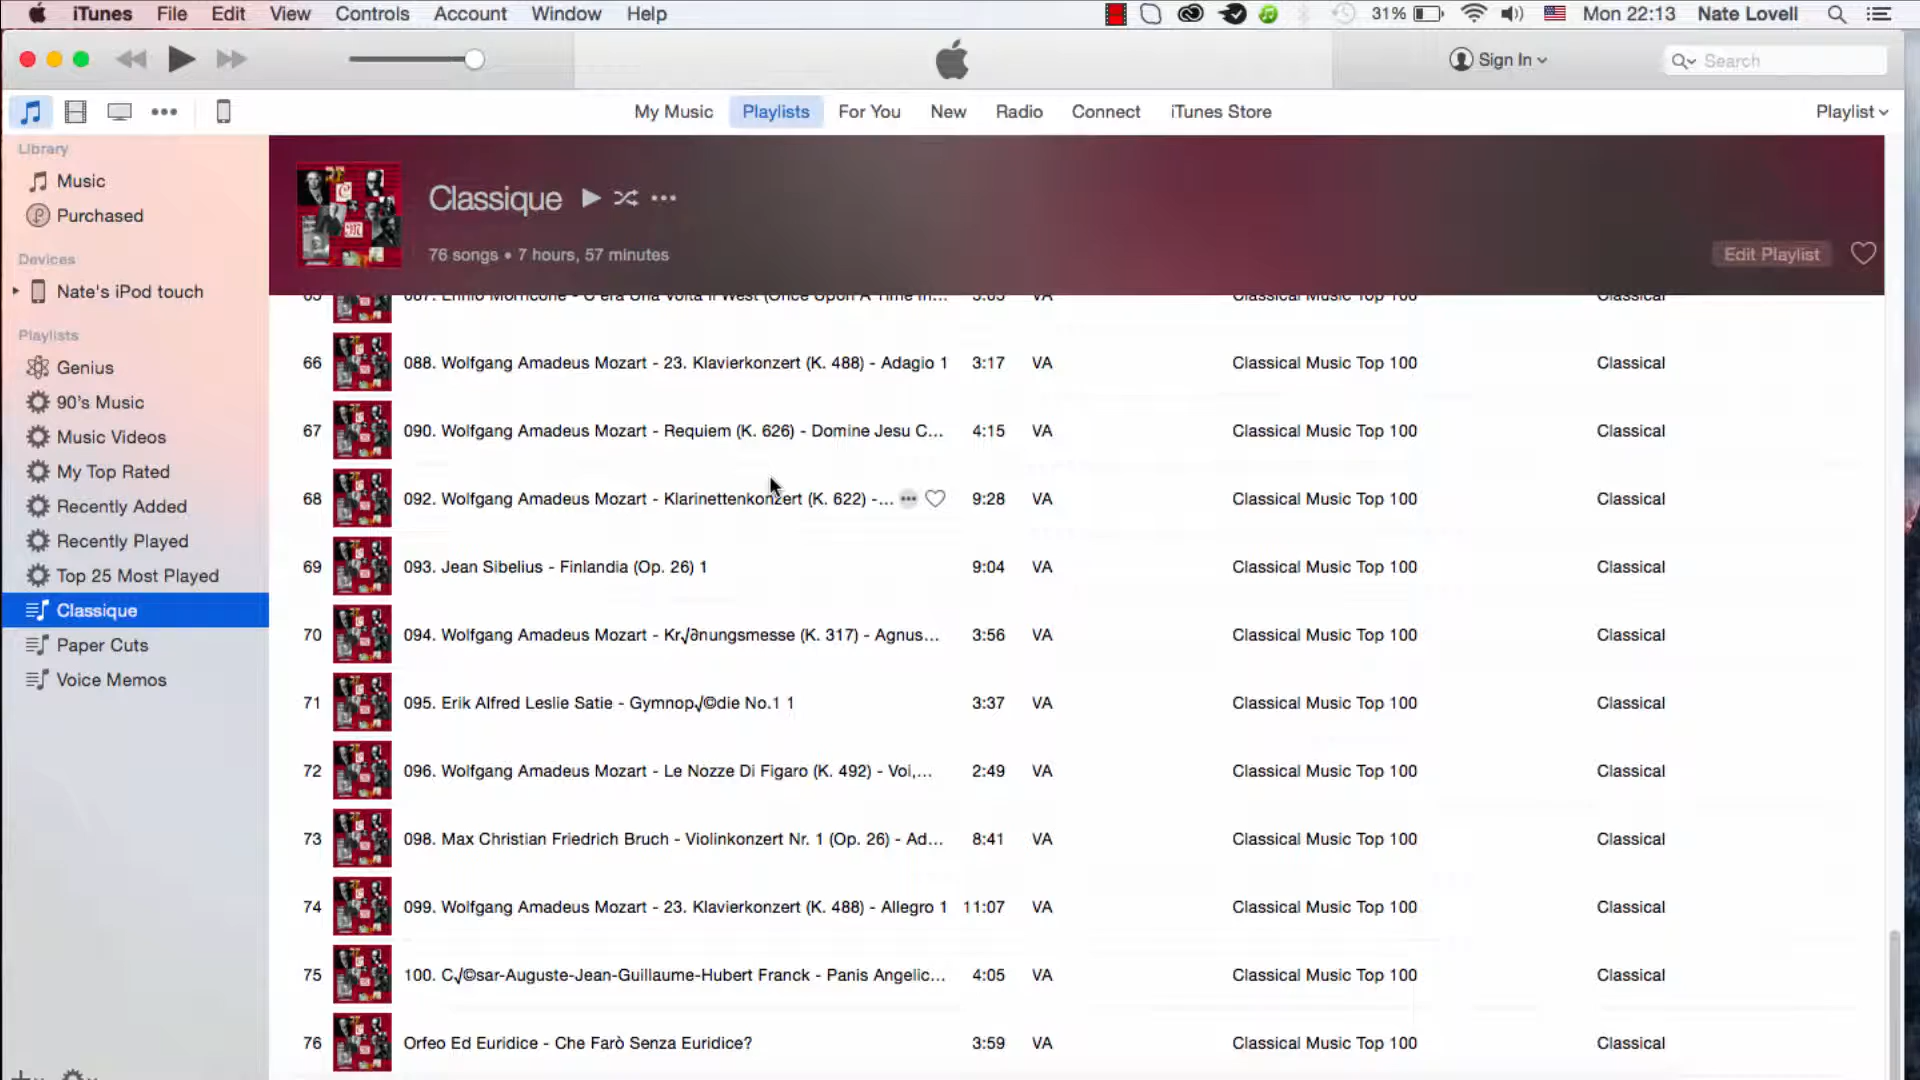 iTunes File Edit View Controls Account Window Help 31% Mon 22:13 Nate Lovell
Sign In Search
My Music Playlists For You New Radio Connect iTunes Store Playlist
Library
Music
Purchased
Devices
Nate's iPod touch
Playlists
Genius
90's Music
Music Videos
My Top Rated
Recently Added
Recently Played
Top 25 Most Played
Classique
Paper Cuts
Voice Memos
Classique
76 songs • 7 hours, 57 minutes
Edit Playlist
66 088. Wolfgang Amadeus Mozart - 23. Klavierkonzert (K. 488) - Adagio 1 3:17 VA Classical Music Top 100 Classical
67 090. Wolfgang Amadeus Mozart - Requiem (K. 626) - Domine Jesu C... 4:15 VA Classical Music Top 100 Classical
68 092. Wolfgang Amadeus Mozart - Klarinettenkonzert (K. 622) -... 9:28 VA Classical Music Top 100 Classical
69 093. Jean Sibelius - Finlandia (Op. 26) 1 9:04 VA Classical Music Top 100 Classical
70 094. Wolfgang Amadeus Mozart - Kr√∂nungsmesse (K. 317) - Agnus... 3:56 VA Classical Music Top 100 Classical
71 095. Erik Alfred Leslie Satie - Gymnop√©die No.1 1 3:37 VA Classical Music Top 100 Classical
72 096. Wolfgang Amadeus Mozart - Le Nozze Di Figaro (K. 492) - Voi,... 2:49 VA Classical Music Top 100 Classical
73 098. Max Christian Friedrich Bruch - Violinkonzert Nr. 1 (Op. 26) - Ad... 8:41 VA Classical Music Top 100 Classical
74 099. Wolfgang Amadeus Mozart - 23. Klavierkonzert (K. 488) - Allegro 1 11:07 VA Classical Music Top 100 Classical
75 100. C√©sar-Auguste-Jean-Guillaume-Hubert Franck - Panis Angelic... 4:05 VA Classical Music Top 100 Classical
76 Orfeo Ed Euridice - Che Farò Senza Euridice? 3:59 VA Classical Music Top 100 Classical